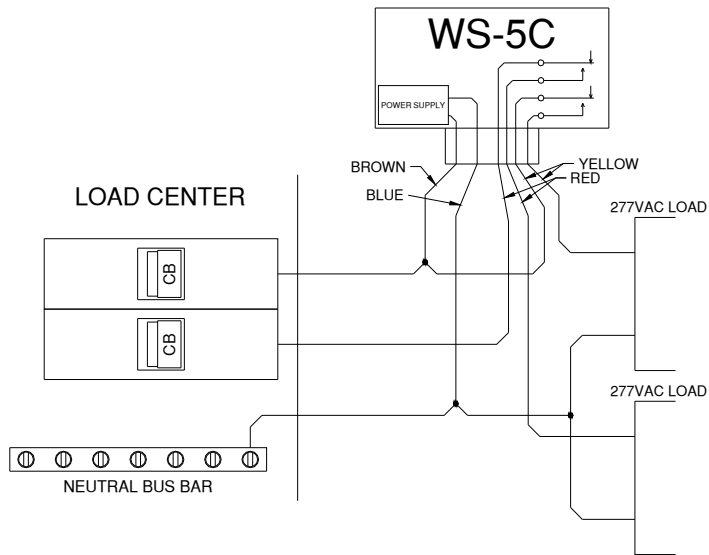 WS-5C
POWER SUPPLY
BROWN
YELLOW
RED
BLUE
LOAD CENTER
277VAC LOAD
CB
CB
277VAC LOAD
NEUTRAL BUS BAR